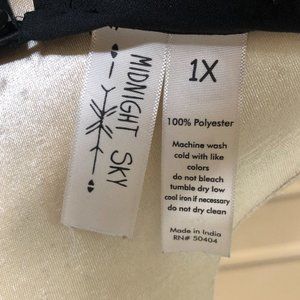 MIDNIGHT SKY
1X
100% Polyester
Machine wash
cold with like
colors
do not bleach
tumble dry low
cool iron if necessary
do not dry clean
Made in India
RN# 50404